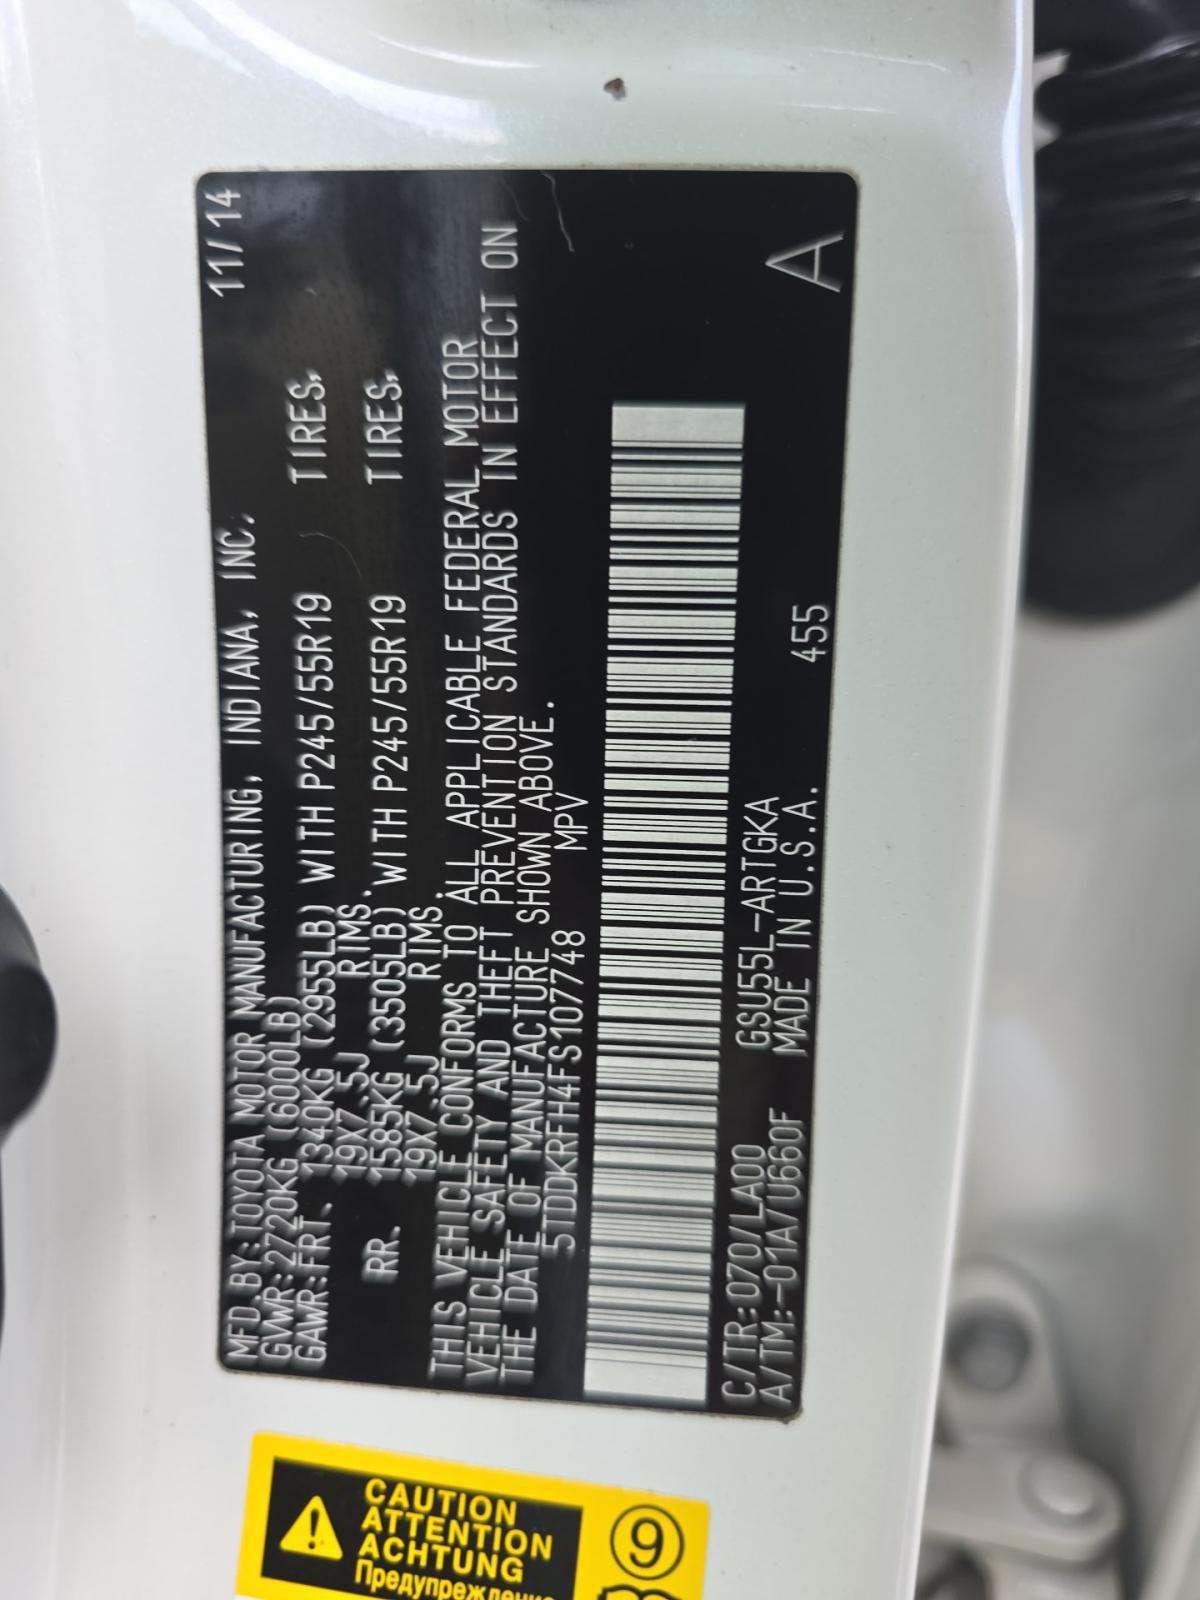 11/14
MFD.BY:TOYOTA MOTOR MANUFACTURING, INDIANA, INC.
GVWR:2720KG (6000LB)
GAWR:FRT. 1340KG (2955LB) WITH P245/55R19 TIRES,
19X7.5J RIMS.
RR. 1585KG (3505LB) WITH P245/55R19 TIRES,
19X7.5J RIMS.
THIS VEHICLE CONFORMS TO ALL APPLICABLE FEDERAL MOTOR
VEHICLE SAFETY AND THEFT PREVENTION STANDARDS IN EFFECT ON
THE DATE OF MANUFACTURE SHOWN ABOVE.
5TDDKRFH4FS107748 MPV
C/TR:070/LA00 GSU55L-ARTGKA
A/TM:-01A/U660F MADE IN U.S.A. 455
A
CAUTION
ATTENTION
ACHTUNG
Предупреждение
9